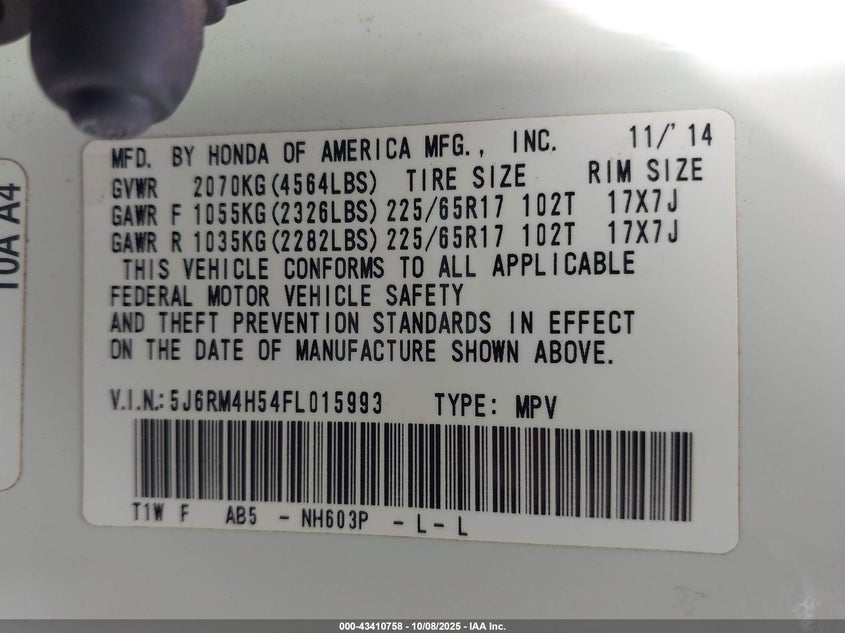 MFD. BY HONDA OF AMERICA MFG., INC. 11/'14
GVWR 2070KG(4564LBS) TIRE SIZE RIM SIZE
GAWR F 1055KG(2326LBS) 225/65R17 102T 17X7J
GAWR R 1035KG(2282LBS) 225/65R17 102T 17X7J
THIS VEHICLE CONFORMS TO ALL APPLICABLE
FEDERAL MOTOR VEHICLE SAFETY
AND THEFT PREVENTION STANDARDS IN EFFECT
ON THE DATE OF MANUFACTURE SHOWN ABOVE.
V.I.N.:5J6RM4H54FL015993 TYPE: MPV
T1W F AB5 - NH603P - L- L
10A A4
000-43410758 - 10/08/2025 - IAA Inc.